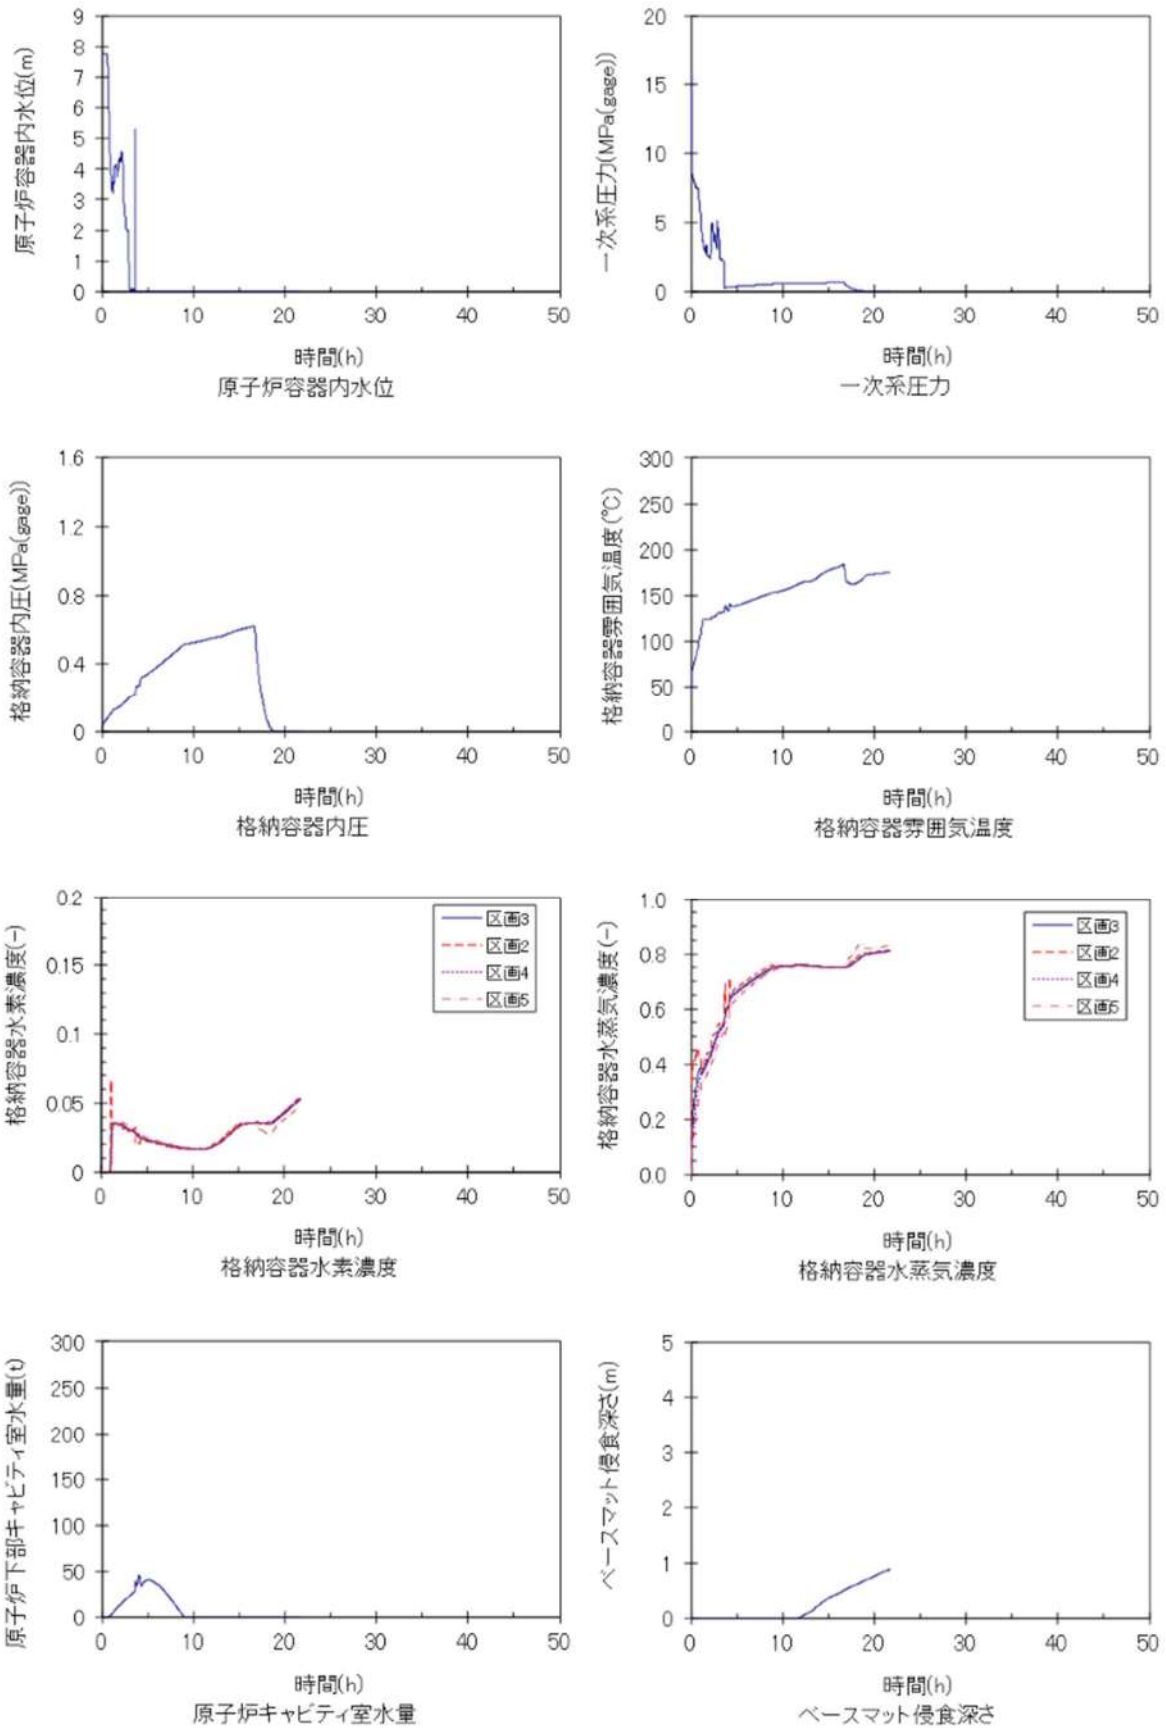 原子炉容器内水位(m)
9
8
7
6
5
4
3
2
1
0
0 10 20 30 40 50
時間(h)
原子炉容器内水位
一次系圧力(MPa(gage))
20
15
10
5
0
0 10 20 30 40 50
時間(h)
一次系圧力
格納容器内圧(MPa(gage))
1.6
1.2
0.8
0.4
0
0 10 20 30 40 50
時間(h)
格納容器内圧
格納容器雰囲気温度(℃)
300
250
200
150
100
50
0
0 10 20 30 40 50
時間(h)
格納容器雰囲気温度
格納容器水素濃度(-)
0.2
0.15
0.1
0.05
0
区画3
区画2
区画4
区画5
0 10 20 30 40 50
時間(h)
格納容器水素濃度
格納容器水蒸気濃度(-)
1.0
0.8
0.6
0.4
0.2
0.0
区画3
区画2
区画4
区画5
0 10 20 30 40 50
時間(h)
格納容器水蒸気濃度
原子炉下部キャビティ室水量(t)
300
250
200
150
100
50
0
0 10 20 30 40 50
時間(h)
原子炉キャビティ室水量
ベースマット侵食深さ(m)
5
4
3
2
1
0
0 10 20 30 40 50
時間(h)
ベースマット侵食深さ